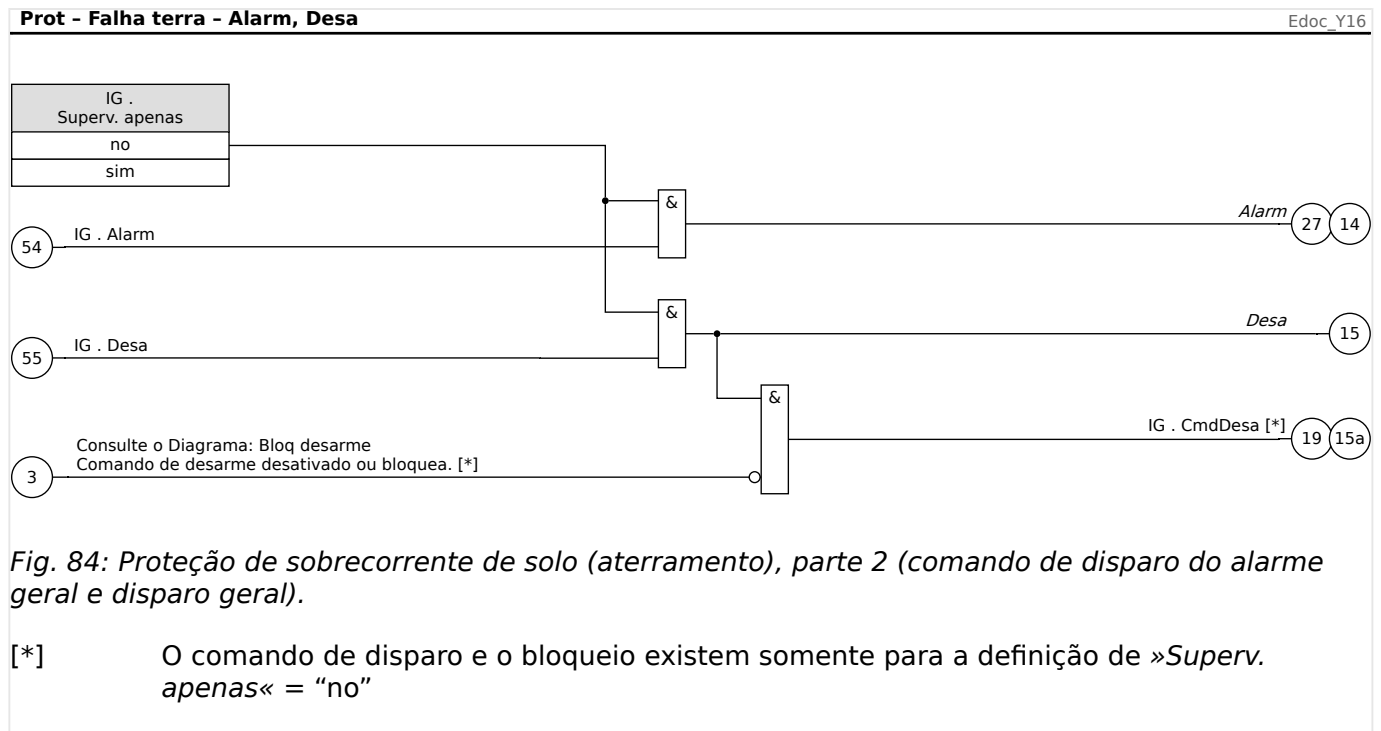 Prot – Falha terra – Alarm, Desa
Edoc_Y16
IG .
Superv. apenas
no
sim
&
Alarm
27
14
54
IG . Alarm
&
Desa
15
55
IG . Desa
&
IG . CmdDesa [*]
19
15a
Consulte o Diagrama: Bloq desarme
Comando de desarme desativado ou bloquea. [*]
3
Fig. 84: Proteção de sobrecorrente de solo (aterramento), parte 2 (comando de disparo do alarme
geral e disparo geral).
[*] O comando de disparo e o bloqueio existem somente para a definição de »Superv.
apenas« = “no”